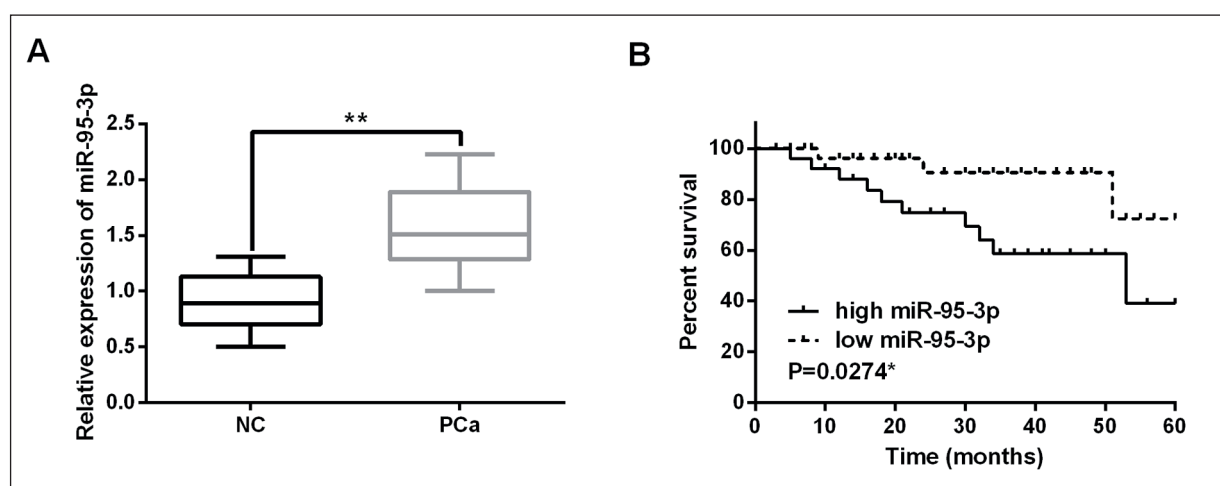 A
Relative expression of miR-95-3p
2.5
2.0
1.5
1.0
0.5
0.0
**
NC PCa
B
Percent survival
100
80
60
40
20
0
high miR-95-3p
low miR-95-3p
P=0.0274*
0 10 20 30 40 50 60
Time (months)